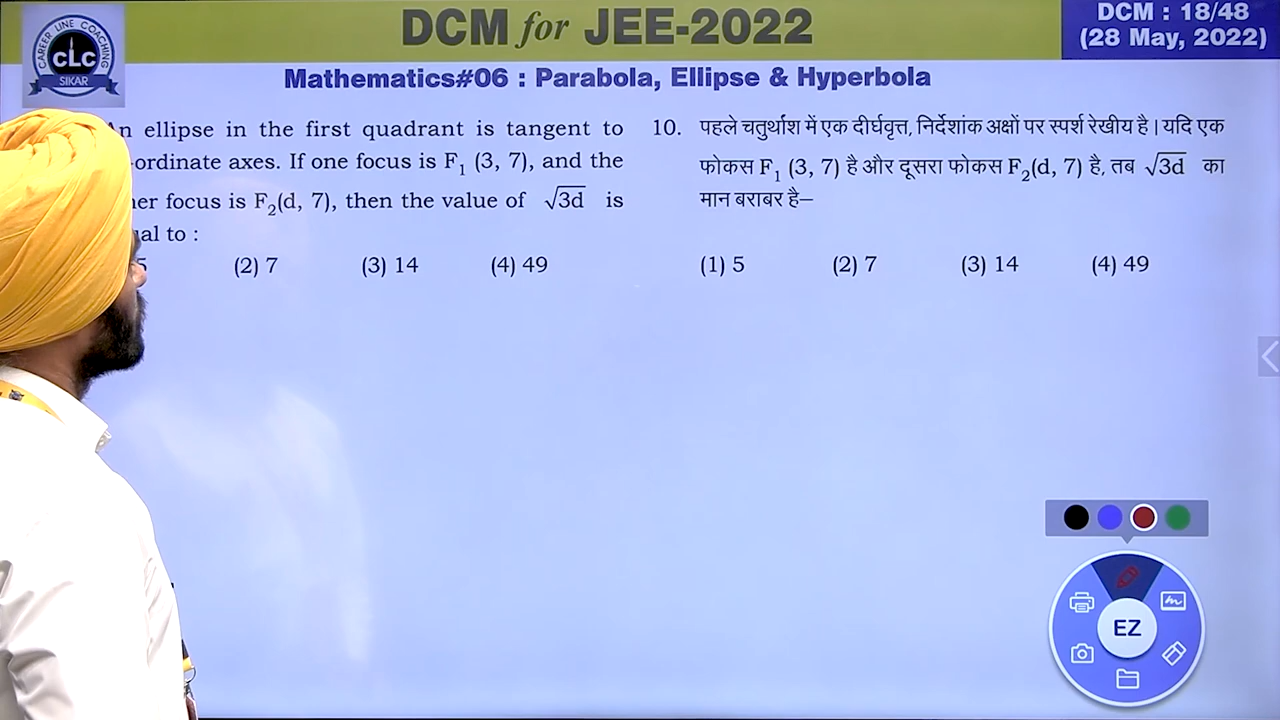 DCM for JEE-2022
DCM : 18/48
(28 May, 2022)
CAREER LINE COACHING
CLC
SIKAR
Mathematics#06 : Parabola, Ellipse & Hyperbola
An ellipse in the first quadrant is tangent to
-ordinate axes. If one focus is F₁ (3, 7), and the
her focus is F₂(d, 7), then the value of √3d is
ual to :
5 (2) 7 (3) 14 (4) 49
10. पहले चतुर्थांश में एक दीर्घवृत्त, निर्देशांक अक्षों पर स्पर्श रेखीय है। यदि एक
फोकस F₁ (3, 7) है और दूसरा फोकस F₂(d, 7) है, तब √3d का
मान बराबर है–
(1) 5 (2) 7 (3) 14 (4) 49
EZ